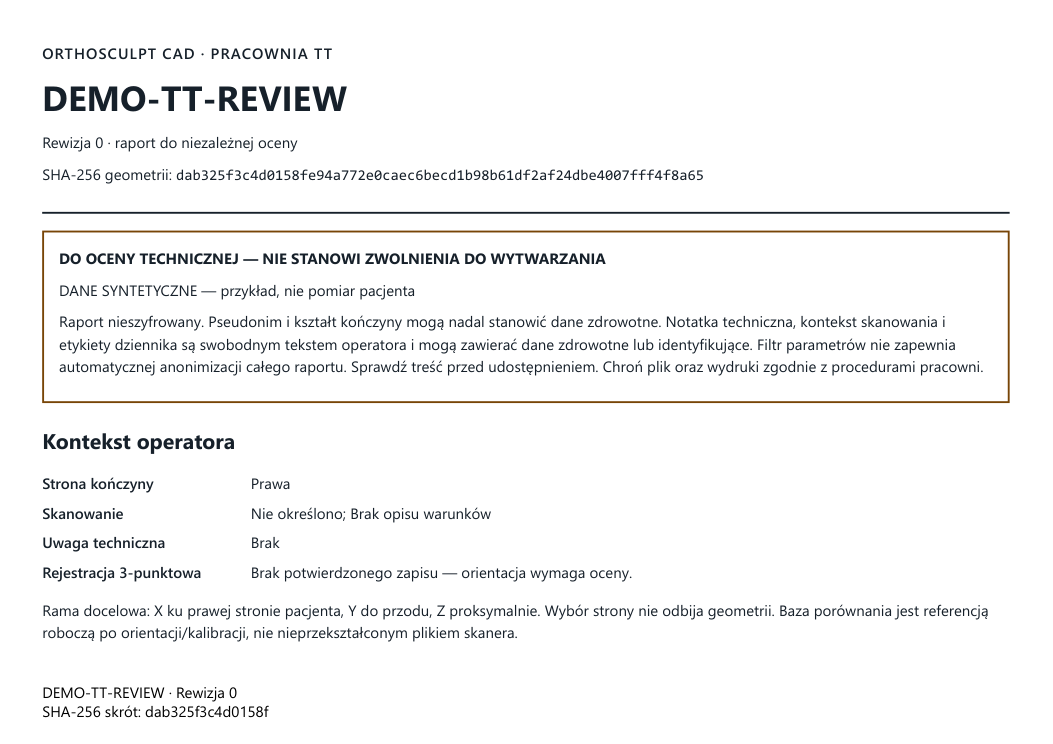 ORTHOSCULPT CAD · PRACOWNIA TT
DEMO-TT-REVIEW
Rewizja 0 · raport do niezależnej oceny
SHA-256 geometrii: dab325f3c4d0158fe94a772e0caec6becd1b98b61df2af24dbe4007fff4f8a65
DO OCENY TECHNICZNEJ — NIE STANOWI ZWOLNIENIA DO WYTWARZANIA
DANE SYNTETYCZNE — przykład, nie pomiar pacjenta
Raport nieszyfrowany. Pseudonim i kształt kończyny mogą nadal stanowić dane zdrowotne. Notatka techniczna, kontekst skanowania i
etykiety dziennika są swobodnym tekstem operatora i mogą zawierać dane zdrowotne lub identyfikujące. Filtr parametrów nie zapewnia
automatycznej anonimizacji całego raportu. Sprawdź treść przed udostępnieniem. Chroń plik oraz wydruki zgodnie z procedurami pracowni.
Kontekst operatora
Strona kończyny Prawa
Skanowanie Nie określono; Brak opisu warunków
Uwaga techniczna Brak
Rejestracja 3-punktowa Brak potwierdzonego zapisu — orientacja wymaga oceny.
Rama docelowa: X ku prawej stronie pacjenta, Y do przodu, Z proksymalnie. Wybór strony nie odbija geometrii. Baza porównania jest referencją
roboczą po orientacji/kalibracji, nie nieprzekształconym plikiem skanera.
DEMO-TT-REVIEW · Rewizja 0
SHA-256 skrót: dab325f3c4d0158f